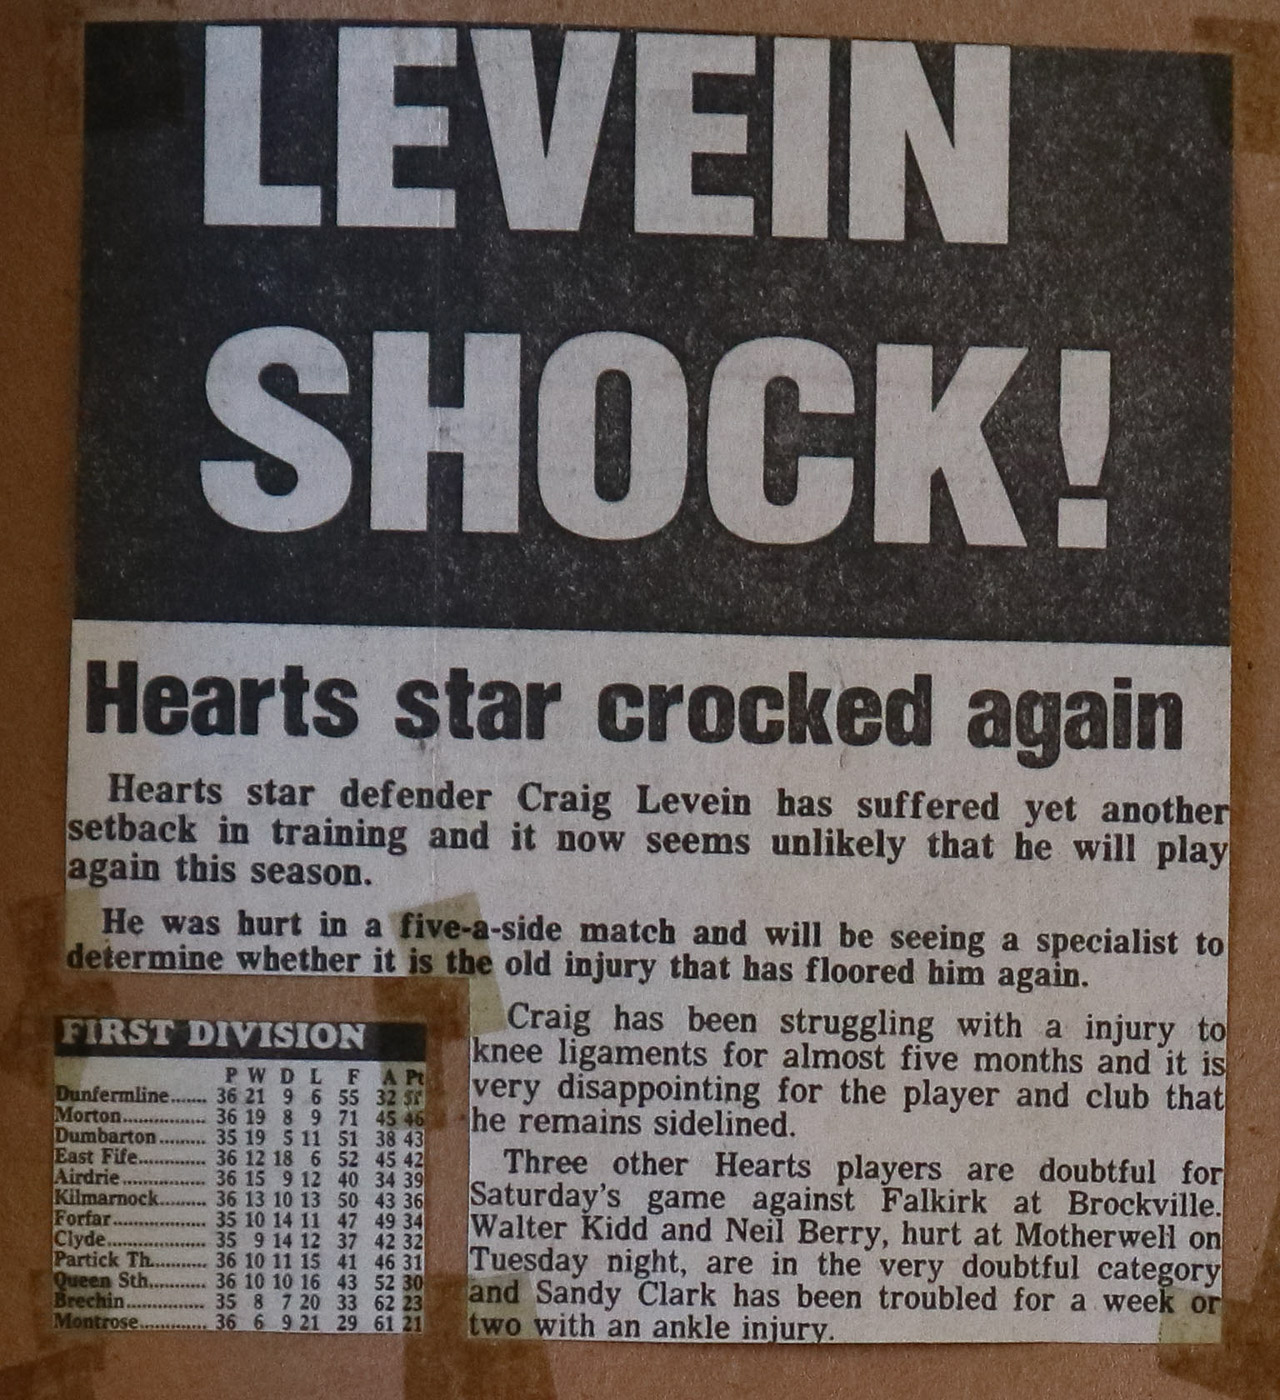 LEVEIN
SHOCK!
Hearts star crocked again
Hearts star defender Craig Levein has suffered yet another
setback in training and it now seems unlikely that he will play
again this season.
He was hurt in a five-a-side match and will be seeing a specialist to
determine whether it is the old injury that has floored him again.
Craig has been struggling with a injury to
knee ligaments for almost five months and it is
very disappointing for the player and club that
he remains sidelined.
Three other Hearts players are doubtful for
Saturday's game against Falkirk at Brockville.
Walter Kidd and Neil Berry, hurt at Motherwell on
Tuesday night, are in the very doubtful category
and Sandy Clark has been troubled for a week or
two with an ankle injury.
FIRST DIVISION
P W D L F A Pt
Dunfermline....... 36 21 9 6 55 32 51
Morton................ 36 19 8 9 71 45 46
Dumbarton......... 35 19 5 11 51 38 43
East Fife............. 36 12 18 6 52 45 42
Airdrie................ 36 15 9 12 40 34 39
Kilmarnock......... 36 13 10 13 50 43 36
Forfar.................. 35 10 14 11 47 49 34
Clyde................... 35 9 14 12 37 42 32
Partick Th........... 36 10 11 15 41 46 31
Queen Sth............ 36 10 10 16 43 52 30
Brechin................ 35 8 7 20 33 62 23
Montrose............. 36 6 9 21 29 61 21